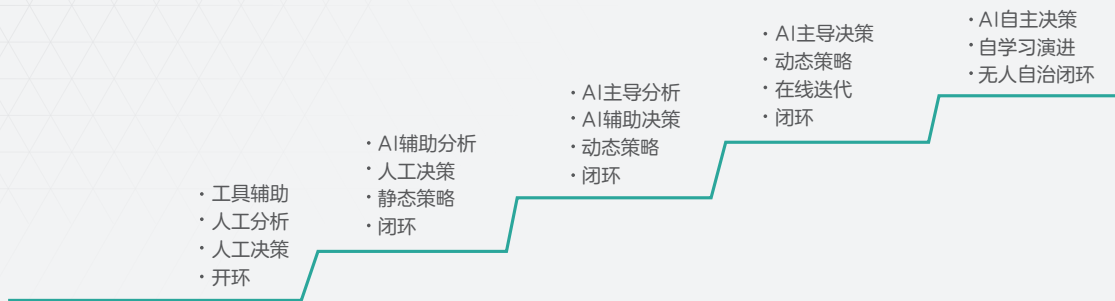 · 工具辅助
· 人工分析
· 人工决策
· 开环
· AI辅助分析
· 人工决策
· 静态策略
· 闭环
· AI主导分析
· AI辅助决策
· 动态策略
· 闭环
· AI主导决策
· 动态策略
· 在线迭代
· 闭环
· AI自主决策
· 自学习演进
· 无人自治闭环